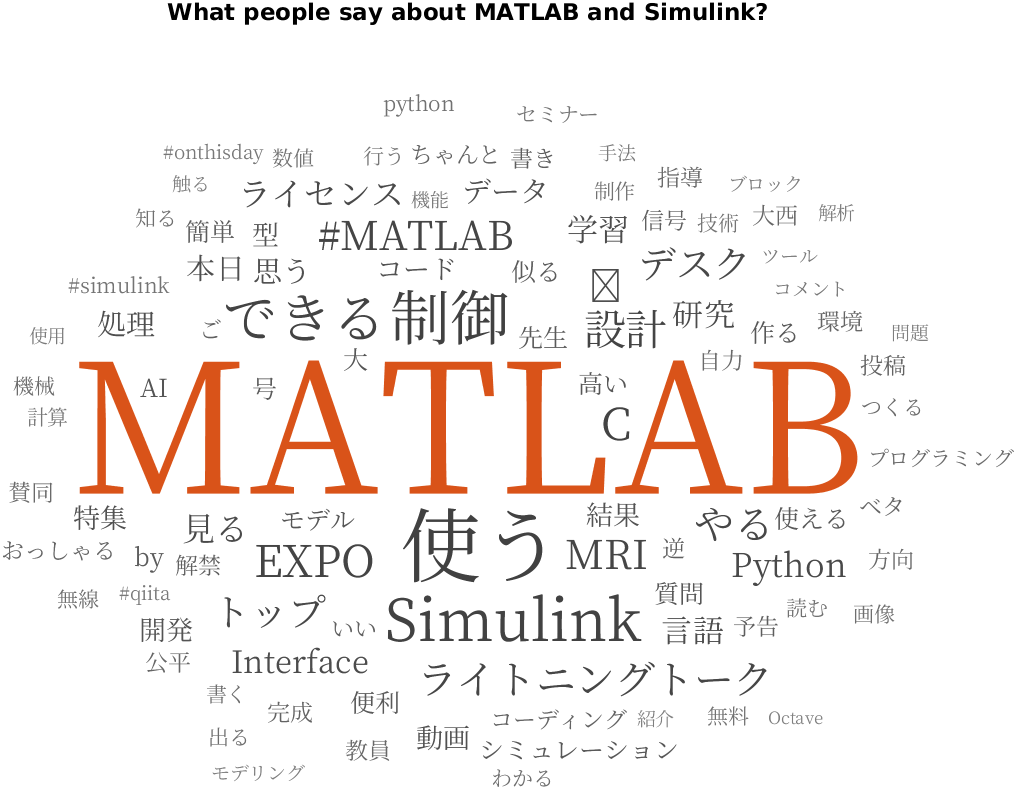 What people say about MATLAB and Simulink?
python
セミナー
#onthisday
数値
行う
ちゃんと
書き
手法
触る
ライセンス
機能
データ
制作
指導
ブロック
知る
簡単
型
#MATLAB
学習
信号
技術
大西
解析
本日
思う
コード
似る
デスク
ツール
#simulink
コメント
使用
処理
ご
できる
制御
先生
設計
研究
作る
環境
問題
大
自力
投稿
機械
AI
号
高い
計算
MATLAB
C
つくる
プログラミング
賛同
特集
見る
モデル
使う
結果
やる
使える
ベタ
おっしゃる
by
解禁
EXPO
MRI
逆
Python
方向
無線
#qiita
トップ
いい
Simulink
質問
言語
予告
読む
画像
開発
公平
Interface
ライトニングトーク
書く
完成
便利
コーディング
紹介
無料
Octave
出る
教員
動画
シミュレーション
モデリング
わかる